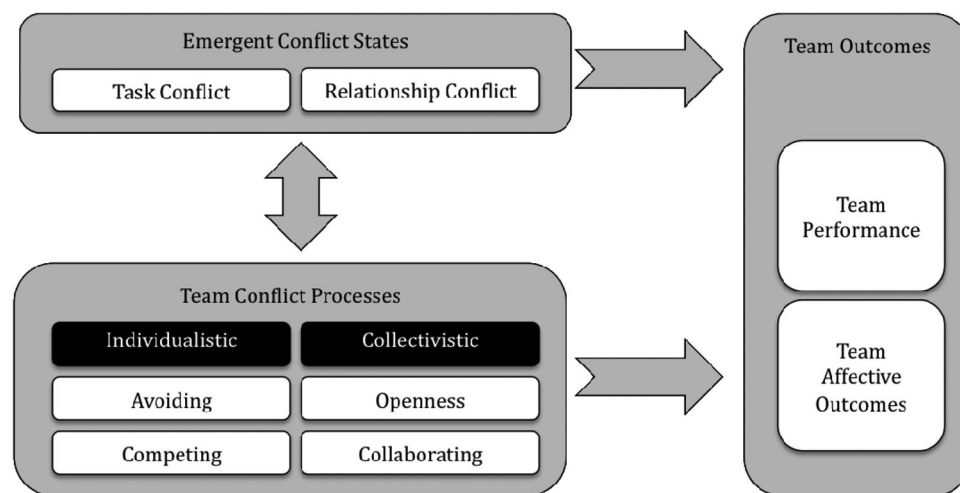 Emergent Conflict States
Task Conflict
Relationship Conflict
Team Conflict Processes
Individualistic
Collectivistic
Avoiding
Openness
Competing
Collaborating
Team Outcomes
Team
Performance
Team
Affective
Outcomes